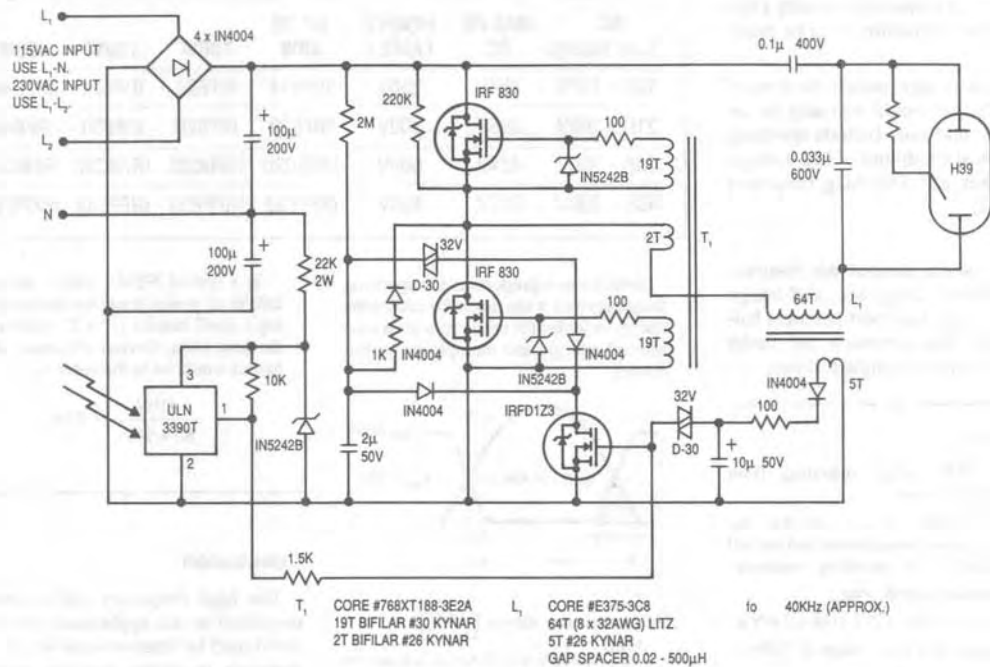 L₁
4 x IN4004
115VAC INPUT
USE L₁-N.
230VAC INPUT
USE L₁-L₂.
L₂
N
+
100µ
200V
+
100µ
200V
22K
2W
10K
3
ULN
3390T
1
2
IN5242B
2M
220K
IRF 830
100
IN5242B
19T
2T
T₁
32V
D-30
IRF 830
100
19T
IN5242B
IN4004
1K
IN4004
IN4004
2µ
50V
IRFD1Z3
32V
D-30
+
10µ 50V
100
IN4004
5T
64T
L₁
0.1µ
400V
0.033µ
600V
H39
1.5K
T₁
CORE #768XT188-3E2A
19T BIFILAR #30 KYNAR
2T BIFILAR #26 KYNAR
L₁
CORE #E375-3C8
64T (8 x 32AWG) LITZ.
5T #26 KYNAR
GAP SPACER 0.02 - 500µH
fo
40KHz (APPROX.)